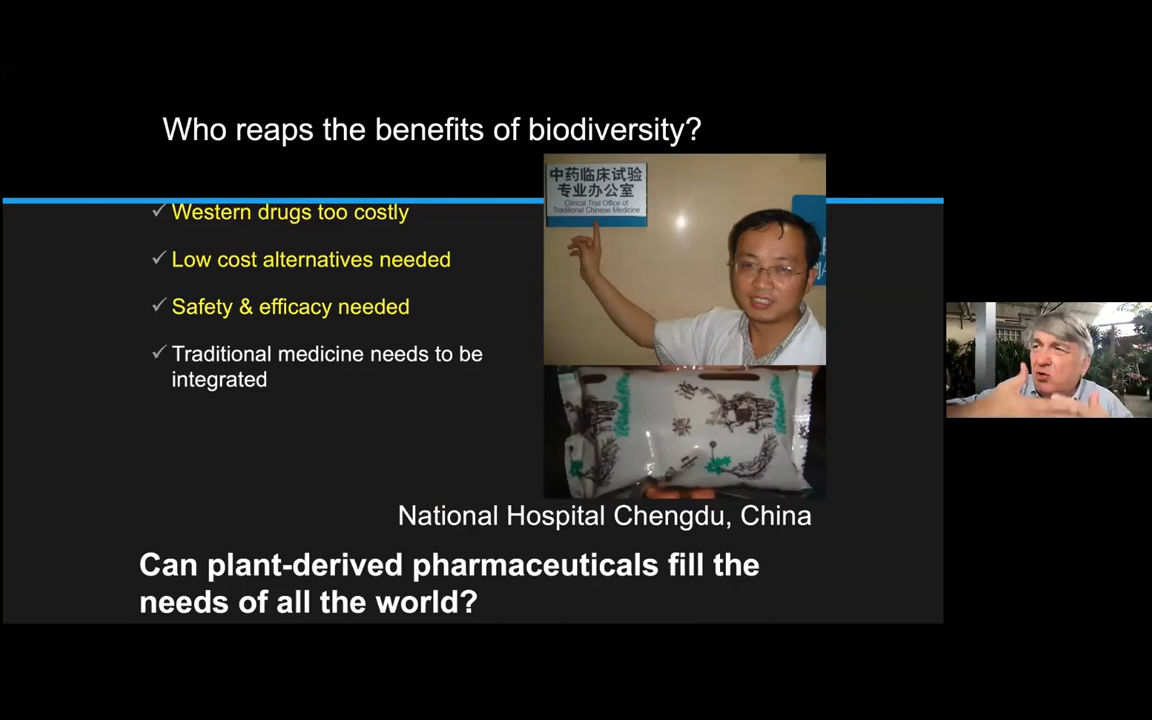 Who reaps the benefits of biodiversity?
中药临床试验
专业办公室
Clinical Trial Office of
Traditional Chinese Medicine
✓ Western drugs too costly
✓ Low cost alternatives needed
✓ Safety & efficacy needed
✓ Traditional medicine needs to be
integrated
National Hospital Chengdu, China
Can plant-derived pharmaceuticals fill the
needs of all the world?